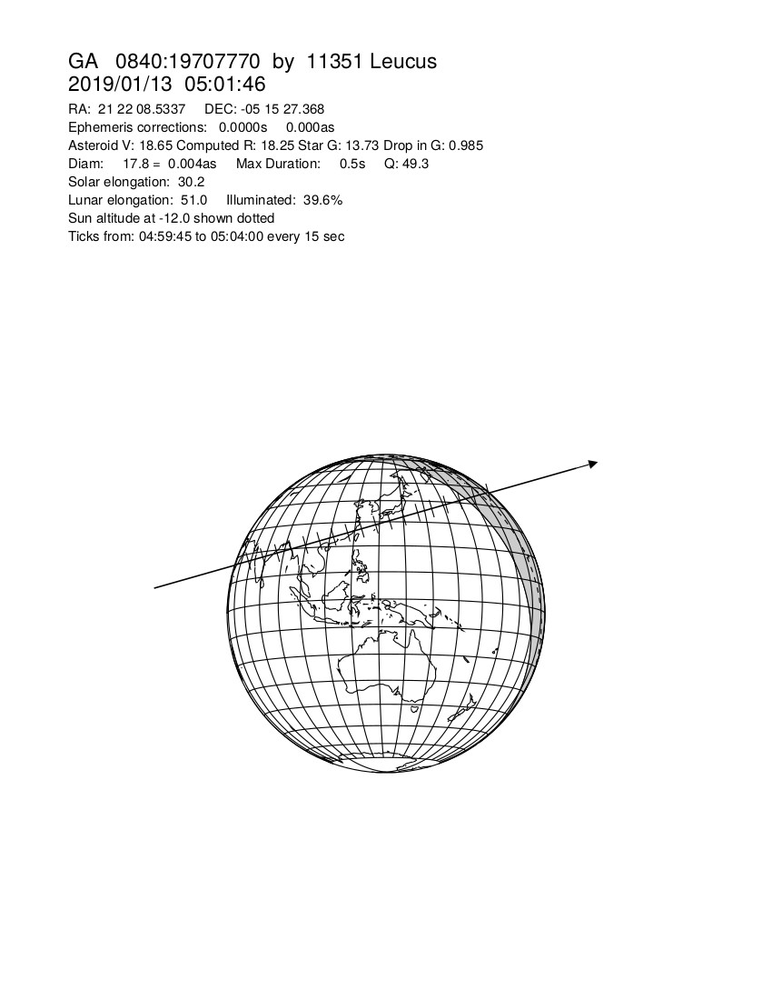 GA 0840:19707770 by 11351 Leucus
2019/01/13 05:01:46
RA: 21 22 08.5337 DEC: -05 15 27.368
Ephemeris corrections: 0.0000s 0.000as
Asteroid V: 18.65 Computed R: 18.25 Star G: 13.73 Drop in G: 0.985
Diam: 17.8 = 0.004as Max Duration: 0.5s Q: 49.3
Solar elongation: 30.2
Lunar elongation: 51.0 Illuminated: 39.6%
Sun altitude at -12.0 shown dotted
Ticks from: 04:59:45 to 05:04:00 every 15 sec